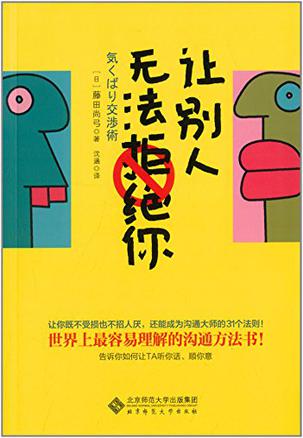 让别人
无法拒绝你
気くばり交渉術
［日］藤田尚弓 著
沈涵 译
让你既不受损也不招人厌，还能成为沟通大师的31个法则！
世界上最容易理解的沟通方法书！
告诉你如何让TA听你话、顺你意
北京师范大学出版集团
北京师范大学出版社